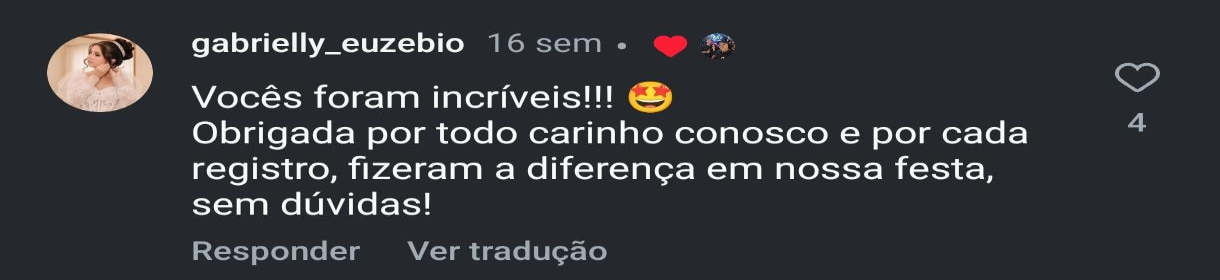 gabrielly_euzebio 16 sem •
Vocês foram incríveis!!! 🤩
Obrigada por todo carinho conosco e por cada
registro, fizeram a diferença em nossa festa,
sem dúvidas!
4
Responder Ver tradução